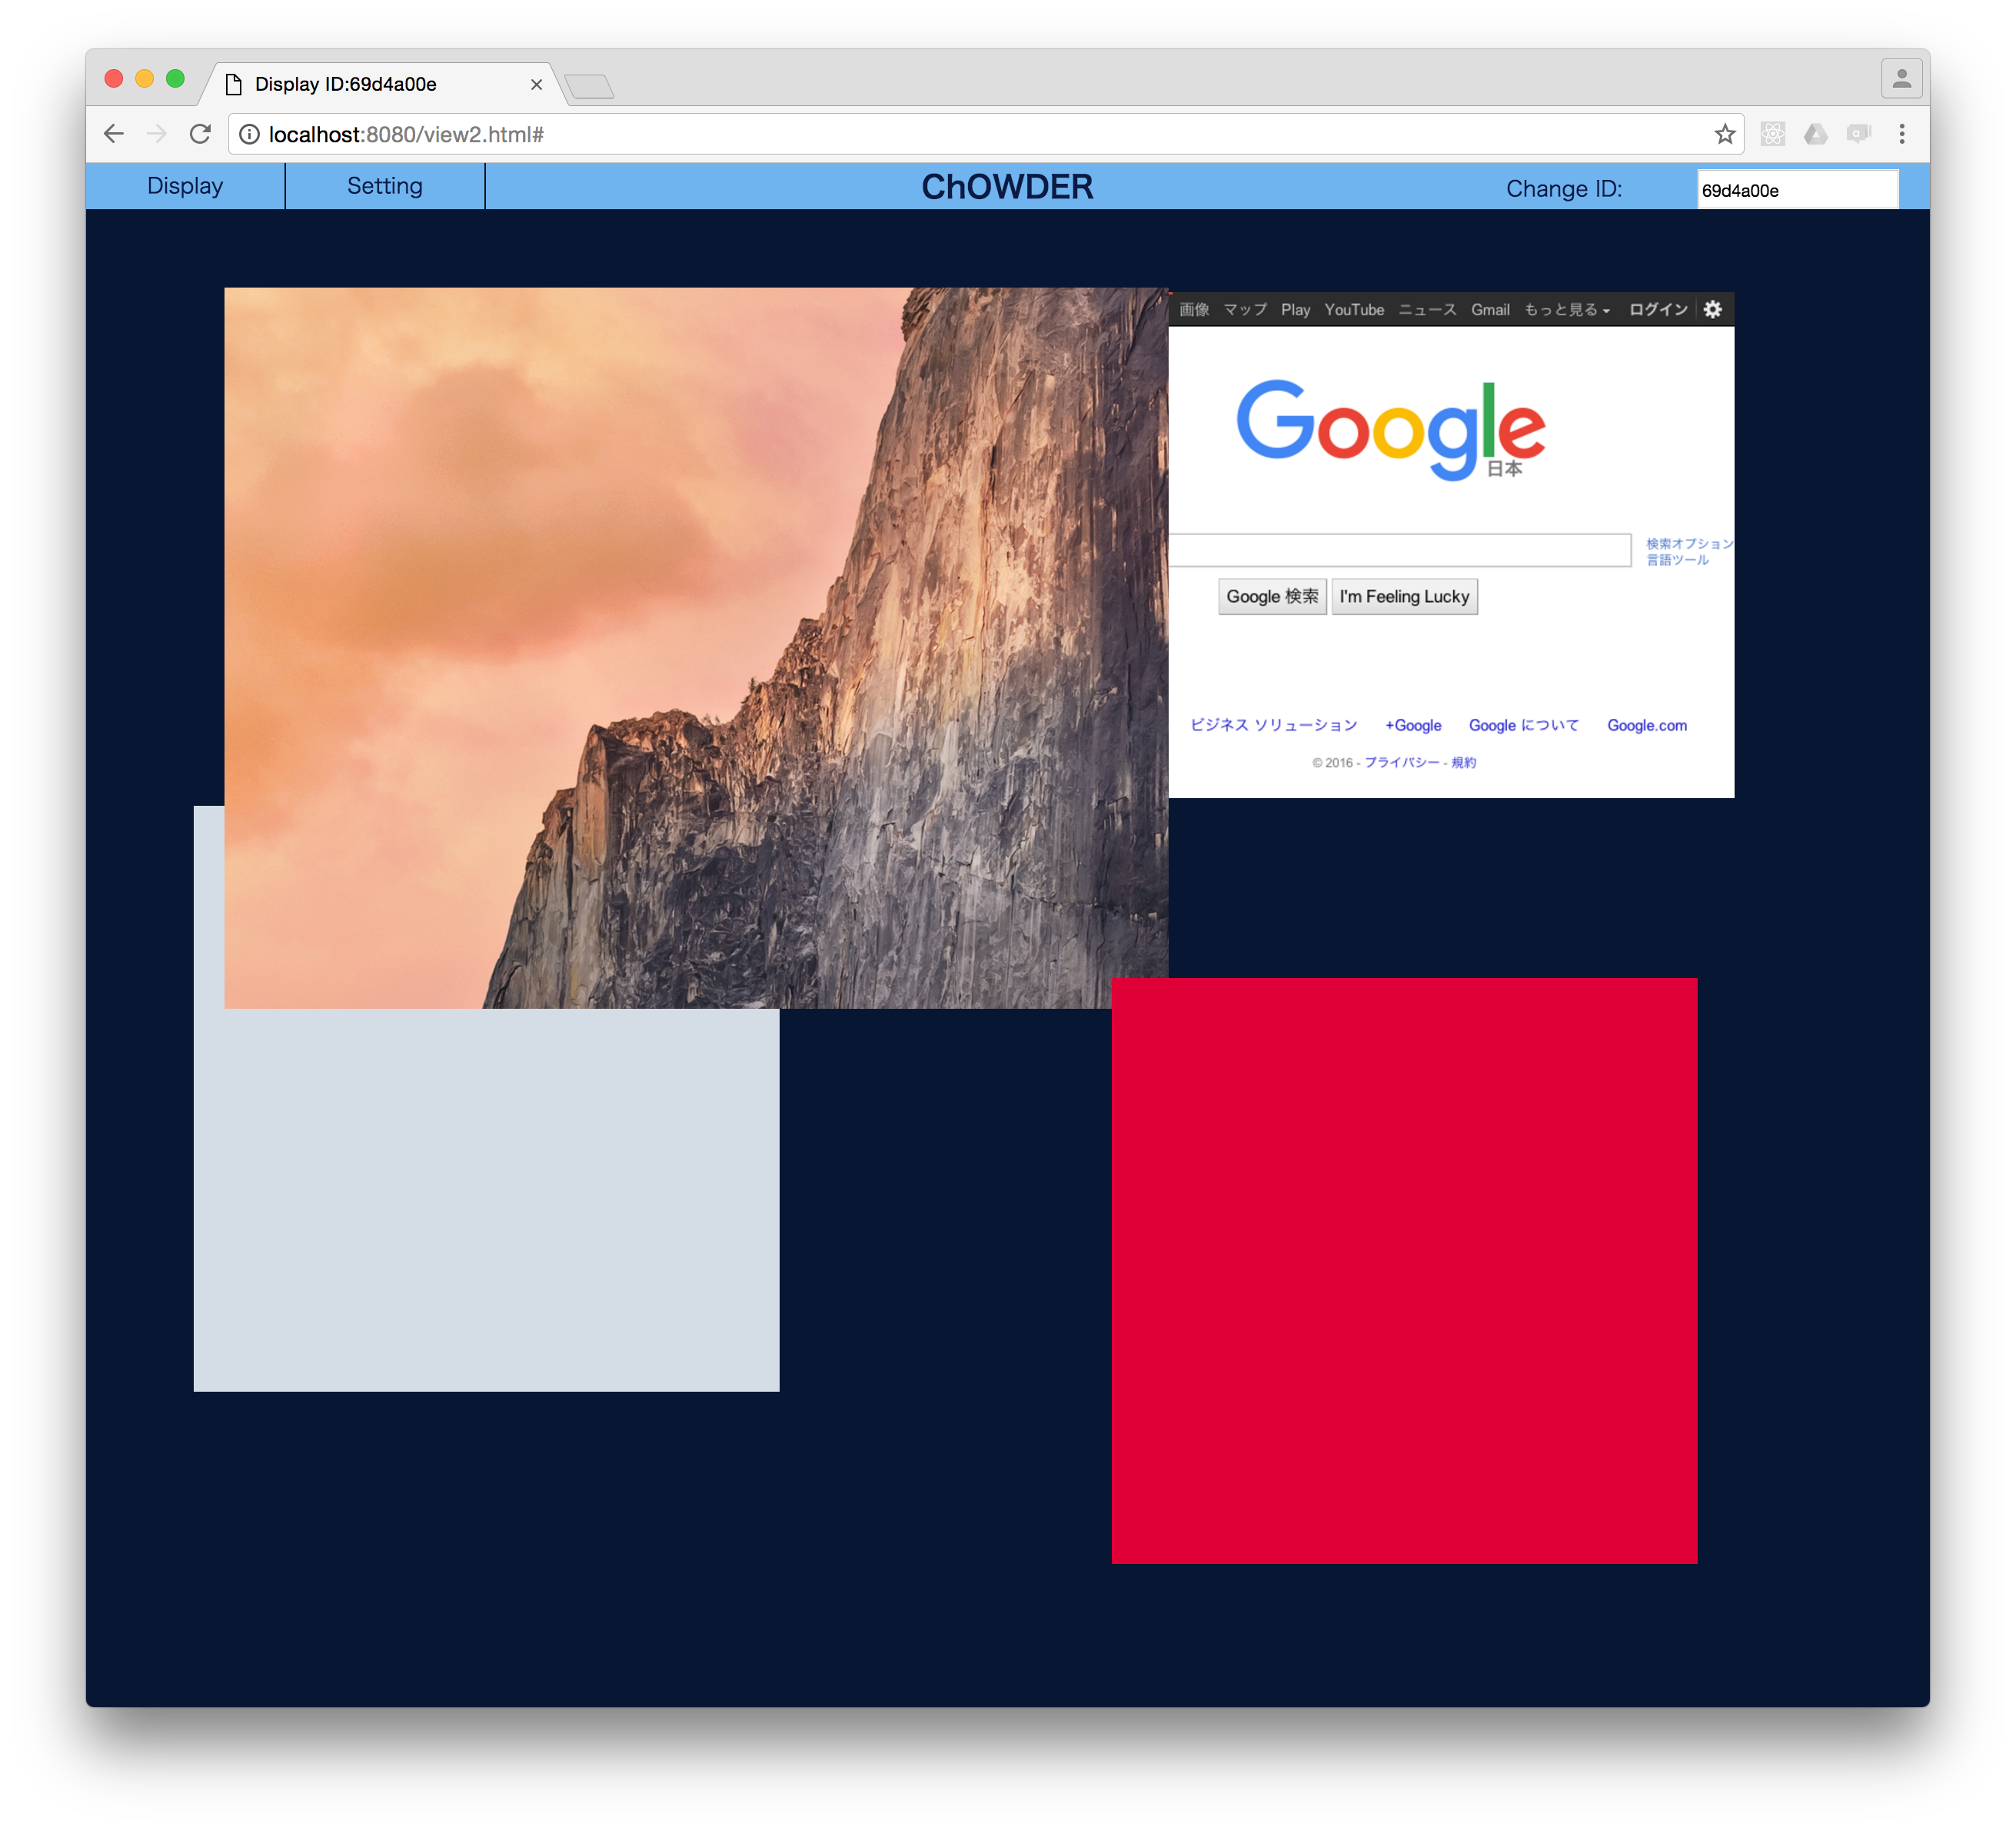 Display ID:69d4a00e
localhost:8080/view2.html#
Display Setting ChOWDER Change ID: 69d4a00e
画像 マップ Play YouTube ニュース Gmail もっと見る ログイン
Google
日本
検索オプション
言語ツール
Google 検索 I'm Feeling Lucky
ビジネス ソリューション +Google Google について Google.com
© 2016 - プライバシー - 規約